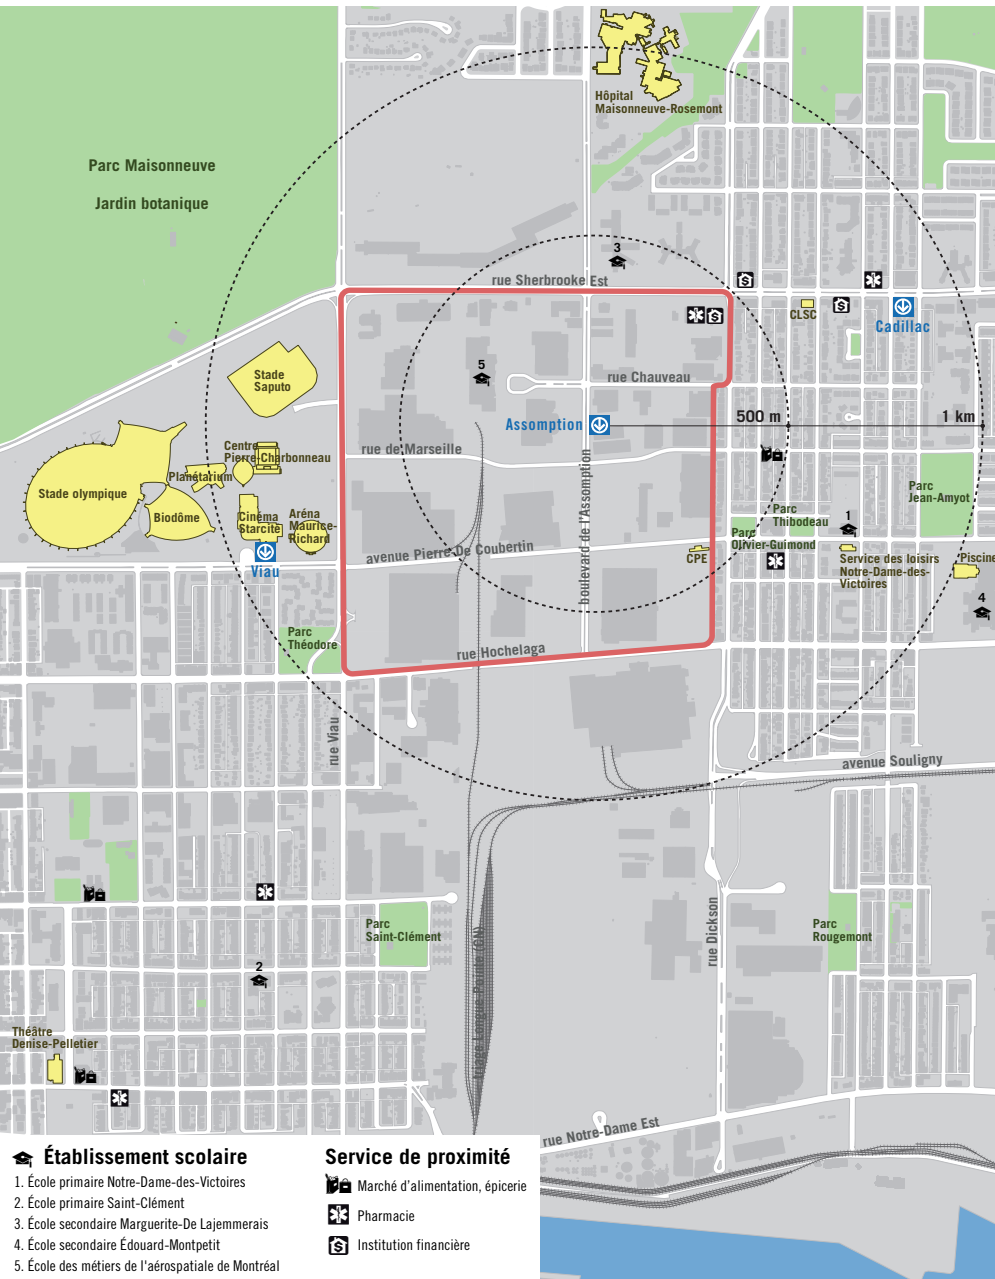 Hôpital
Maisonneuve-Rosemont
Parc Maisonneuve
Jardin botanique
3
rue Sherbrooke Est
CLSC
Cadillac
Stade
Saputo
5
rue Chauveau
Assomption
500 m
1 km
Centre
Pierre-Charbonneau
rue de Marseille
Planétarium
Stade olympique
Biodôme
Cinéma
Starcité
Aréna
Maurice-
Richard
Viau
avenue Pierre-De Coubertin
boulevard de l'Assomption
Parc
Jean-Amyot
Parc
Thibodeau
1
Parc
Olivier-Guimond
CPE
Service des loisirs
Notre-Dame-des-
Victoires
Piscine
4
Parc
Théodore
rue Hochelaga
rue Viau
avenue Souligny
Parc
Saint-Clément
rue Dickson
Parc
Rougemont
2
Triage Longue-Pointe (CN)
Théâtre
Denise-Pelletier
rue Notre-Dame Est
Établissement scolaire
1. École primaire Notre-Dame-des-Victoires
2. École primaire Saint-Clément
3. École secondaire Marguerite-De Lajemmerais
4. École secondaire Édouard-Montpetit
5. École des métiers de l'aérospatiale de Montréal
Service de proximité
Marché d'alimentation, épicerie
Pharmacie
Institution financière